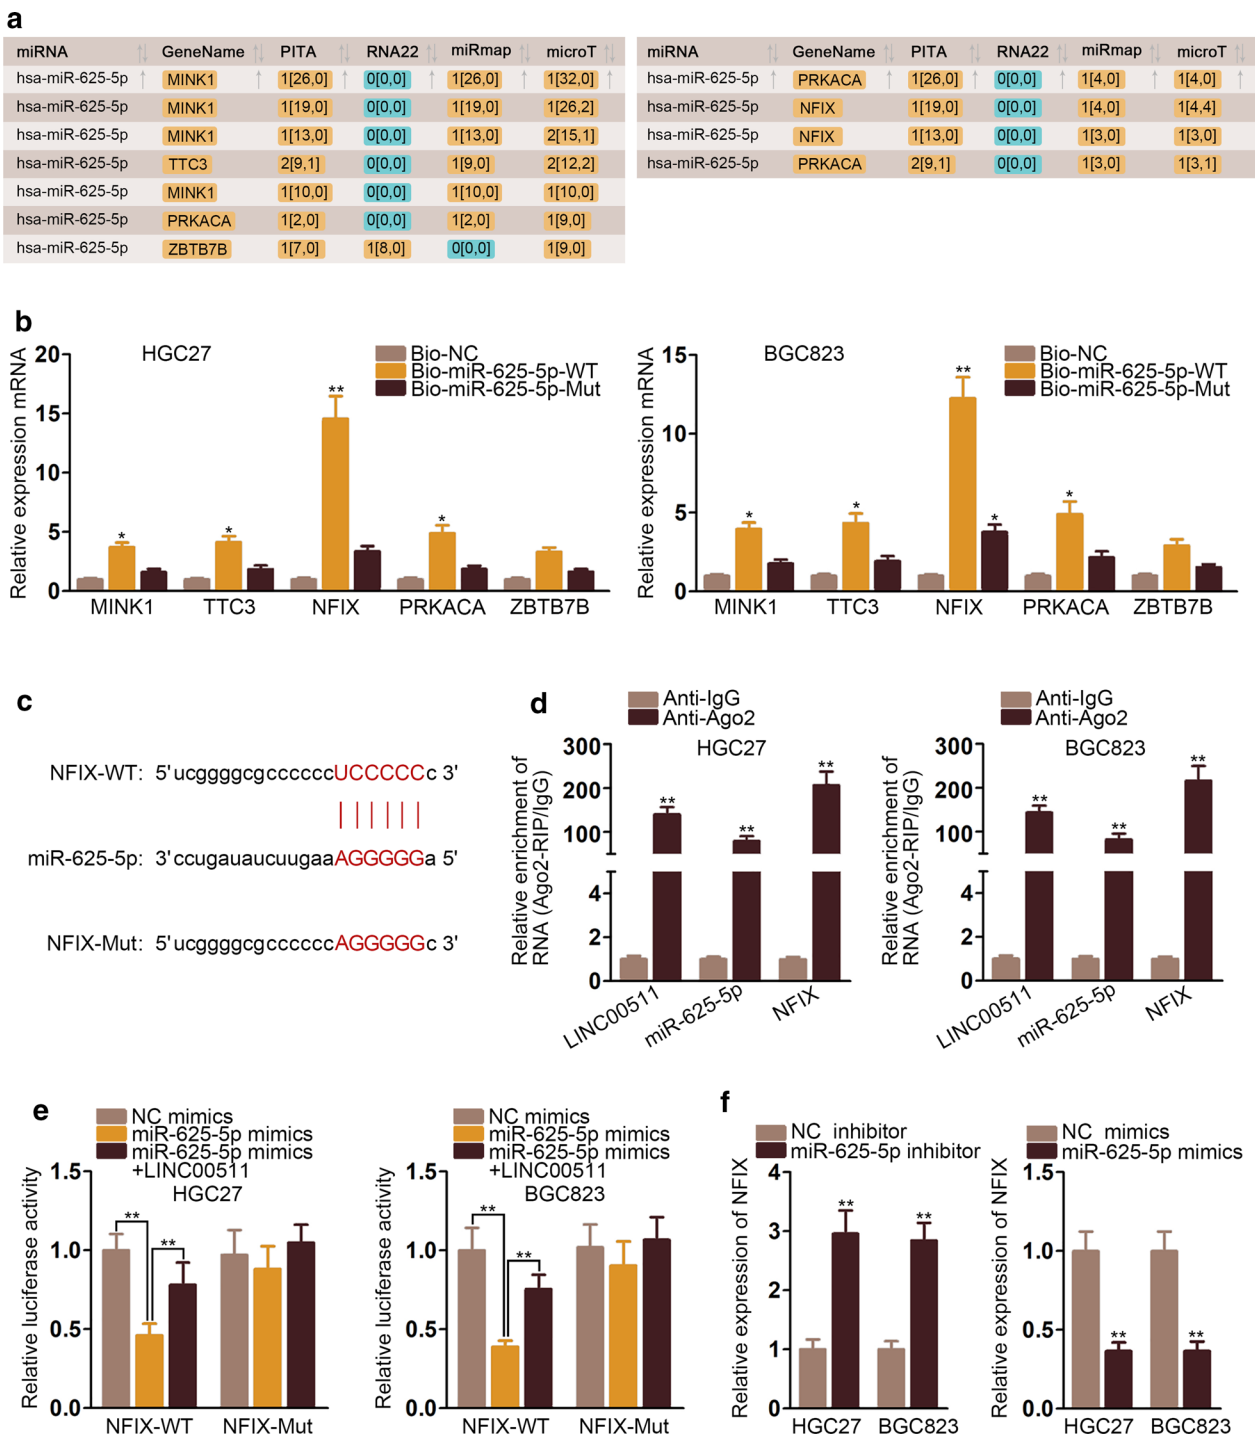 a
miRNA GeneName PITA RNA22 miRmap microT
hsa-miR-625-5p MINK1 1[26,0] 0[0,0] 1[26,0] 1[32,0]
hsa-miR-625-5p MINK1 1[19,0] 0[0,0] 1[19,0] 1[26,2]
hsa-miR-625-5p MINK1 1[13,0] 0[0,0] 1[13,0] 2[15,1]
hsa-miR-625-5p TTC3 2[9,1] 0[0,0] 1[9,0] 2[12,2]
hsa-miR-625-5p MINK1 1[10,0] 0[0,0] 1[10,0] 1[10,0]
hsa-miR-625-5p PRKACA 1[2,0] 0[0,0] 1[2,0] 1[9,0]
hsa-miR-625-5p ZBTB7B 1[7,0] 1[8,0] 0[0,0] 1[9,0]
miRNA GeneName PITA RNA22 miRmap microT
hsa-miR-625-5p PRKACA 1[26,0] 0[0,0] 1[4,0] 1[4,0]
hsa-miR-625-5p NFIX 1[19,0] 0[0,0] 1[4,0] 1[4,4]
hsa-miR-625-5p NFIX 1[13,0] 0[0,0] 1[3,0] 1[3,0]
hsa-miR-625-5p PRKACA 2[9,1] 0[0,0] 1[3,0] 1[3,1]
b
Relative expression mRNA
20
15
10
5
0
HGC27
Bio-NC
Bio-miR-625-5p-WT
Bio-miR-625-5p-Mut
* * ** *
MINK1 TTC3 NFIX PRKACA ZBTB7B
Relative expression mRNA
15
10
5
0
BGC823
Bio-NC
Bio-miR-625-5p-WT
Bio-miR-625-5p-Mut
* * ** * *
MINK1 TTC3 NFIX PRKACA ZBTB7B
c
NFIX-WT: 5'ucggggcgccccccUCCCCCc 3'
miR-625-5p: 3'ccugauaucuugaaAGGGGGa 5'
NFIX-Mut: 5'ucggggcgccccccAGGGGGc 3'
d
Anti-IgG
Anti-Ago2
HGC27
Relative enrichment of
RNA (Ago2-RIP/IgG)
300
200
100
4
2
0
** ** **
LINC00511 miR-625-5p NFIX
Anti-IgG
Anti-Ago2
BGC823
Relative enrichment of
RNA (Ago2-RIP/IgG)
300
200
100
4
2
0
** ** **
LINC00511 miR-625-5p NFIX
e
NC mimics
miR-625-5p mimics
miR-625-5p mimics
+LINC00511
HGC27
Relative luciferase activity
1.5
1.0
0.5
0.0
** **
NFIX-WT NFIX-Mut
NC mimics
miR-625-5p mimics
miR-625-5p mimics
+LINC00511
BGC823
Relative luciferase activity
1.5
1.0
0.5
0.0
** **
NFIX-WT NFIX-Mut
f
NC inhibitor
miR-625-5p inhibitor
Relative expression of NFIX
4
3
2
1
0
** **
HGC27 BGC823
NC mimics
miR-625-5p mimics
Relative expression of NFIX
1.5
1.0
0.5
0.0
** **
HGC27 BGC823